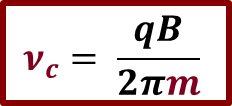 ν_c = qB / 2πm